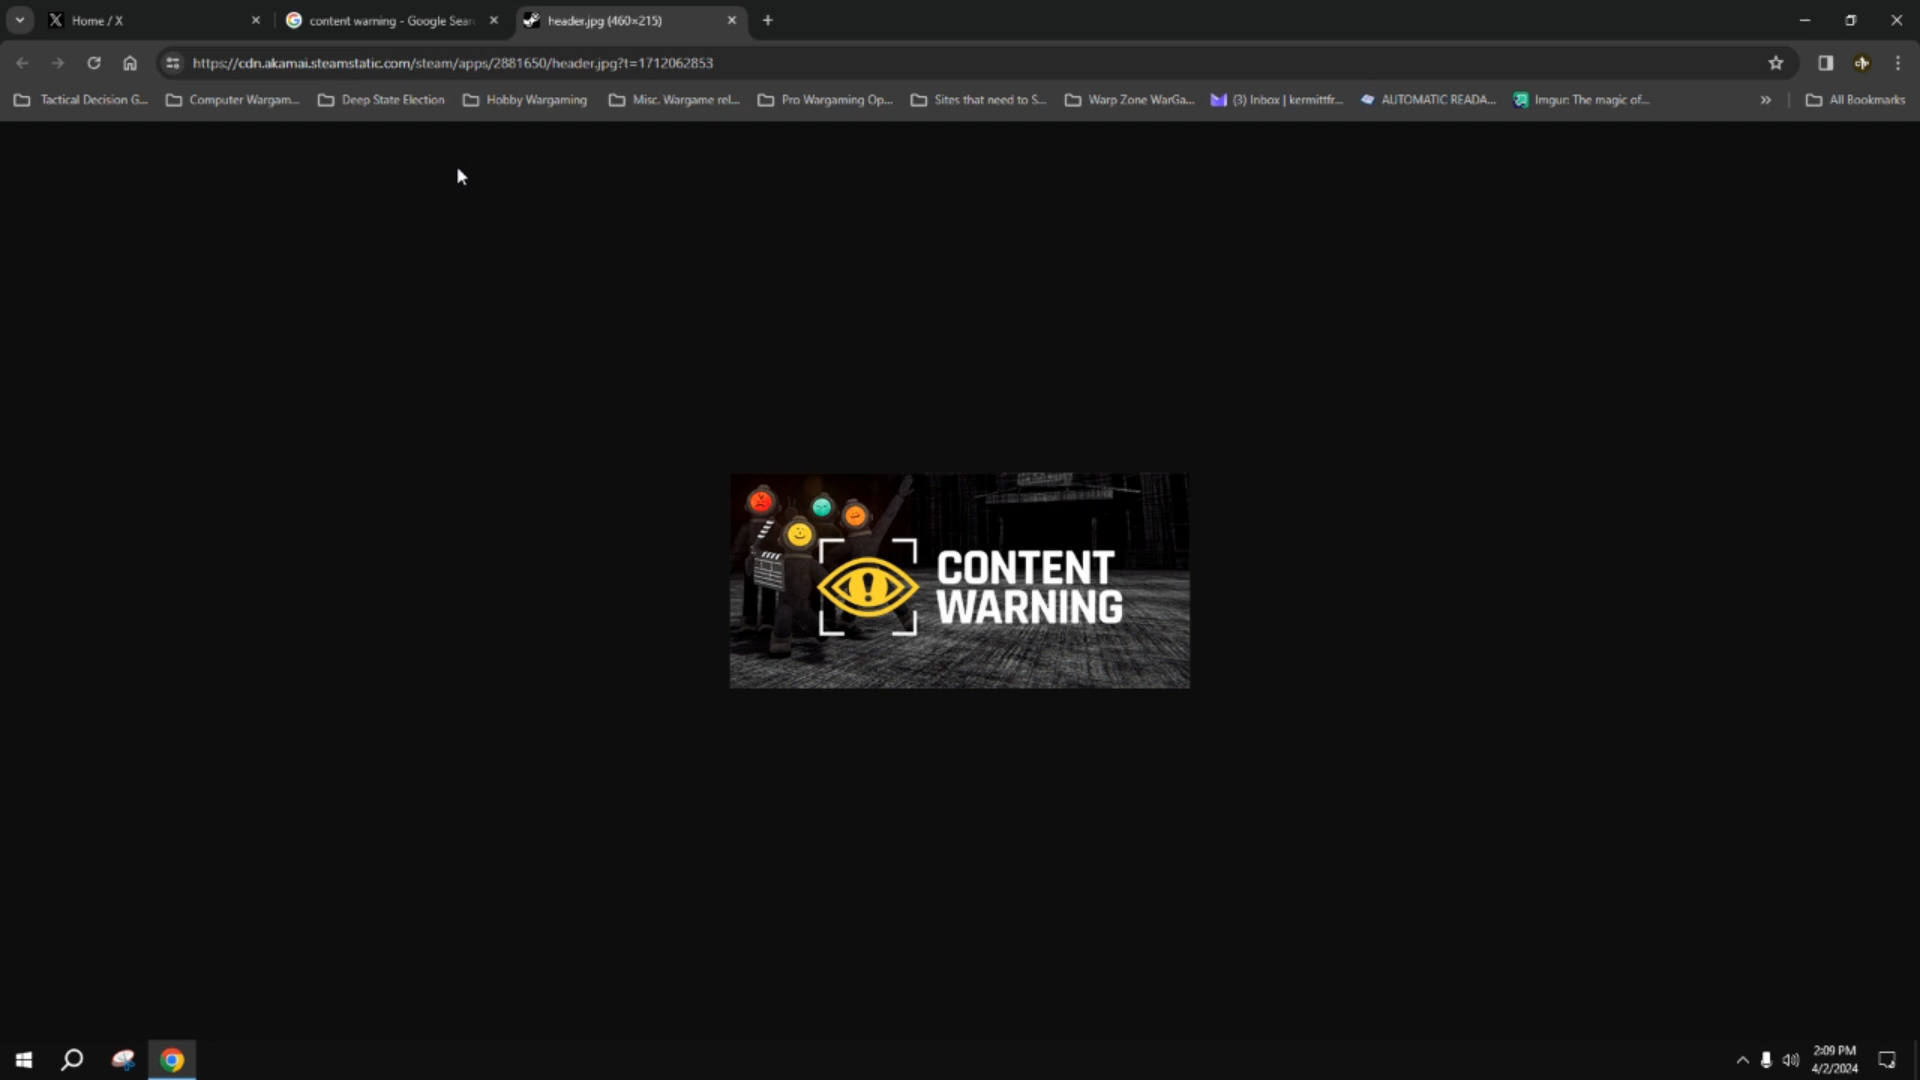 Home / X
content warning - Google Sear
header.jpg (460×215)
https://cdn.akamai.steamstatic.com/steam/apps/2881650/header.jpg?t=1712062853
Tactical Decision G...
Computer Wargam...
Deep State Election
Hobby Wargaming
Misc. Wargame rel...
Pro Wargaming Op...
Sites that need to S...
Warp Zone WarGa...
(3) Inbox | kermittfr...
AUTOMATIC READA...
Imgur: The magic of...
All Bookmarks
CONTENT
WARNING
2:09 PM
4/2/2024